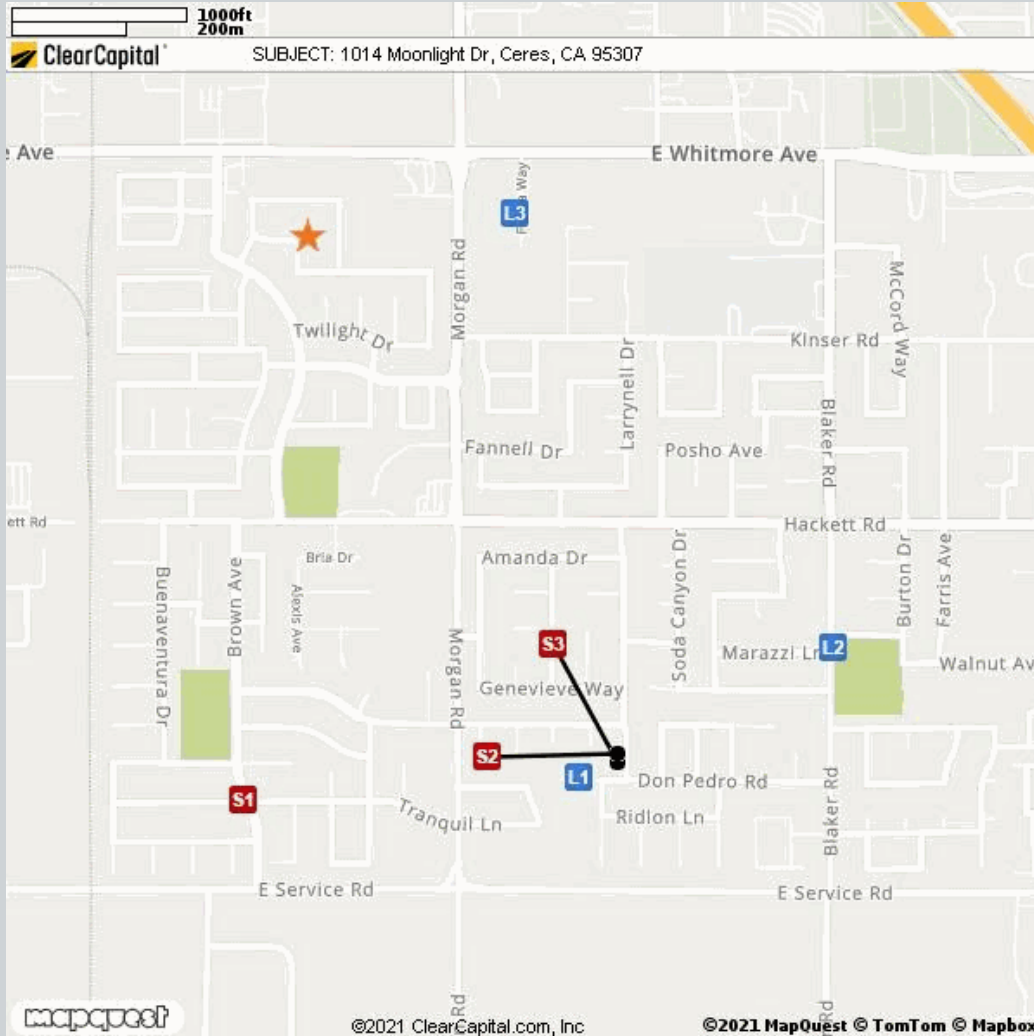 1000ft
200m
ClearCapital
SUBJECT: 1014 Moonlight Dr, Ceres, CA 95307
Ave
E Whitmore Ave
Way
L3
Morgan Rd
McCord Way
Twilight Dr
Kinser Rd
Larrynell Dr
Blaker Rd
Fannell Dr
Posho Ave
ett Rd
Hackett Rd
Bria Dr
Amanda Dr
Soda Canyon Dr
Burton Dr
Farris Ave
Buenaventura Dr
Brown Ave
Alexis Ave
Morgan Rd
S3
Marazzi Ln
L2
Walnut Av
Genevieve Way
S2
L1
Don Pedro Rd
S1
Tranquil Ln
Ridlon Ln
Blaker Rd
E Service Rd
E Service Rd
Rd
Rd
mapquest
©2021 ClearCapital.com, Inc
©2021 MapQuest © TomTom © Mapbox